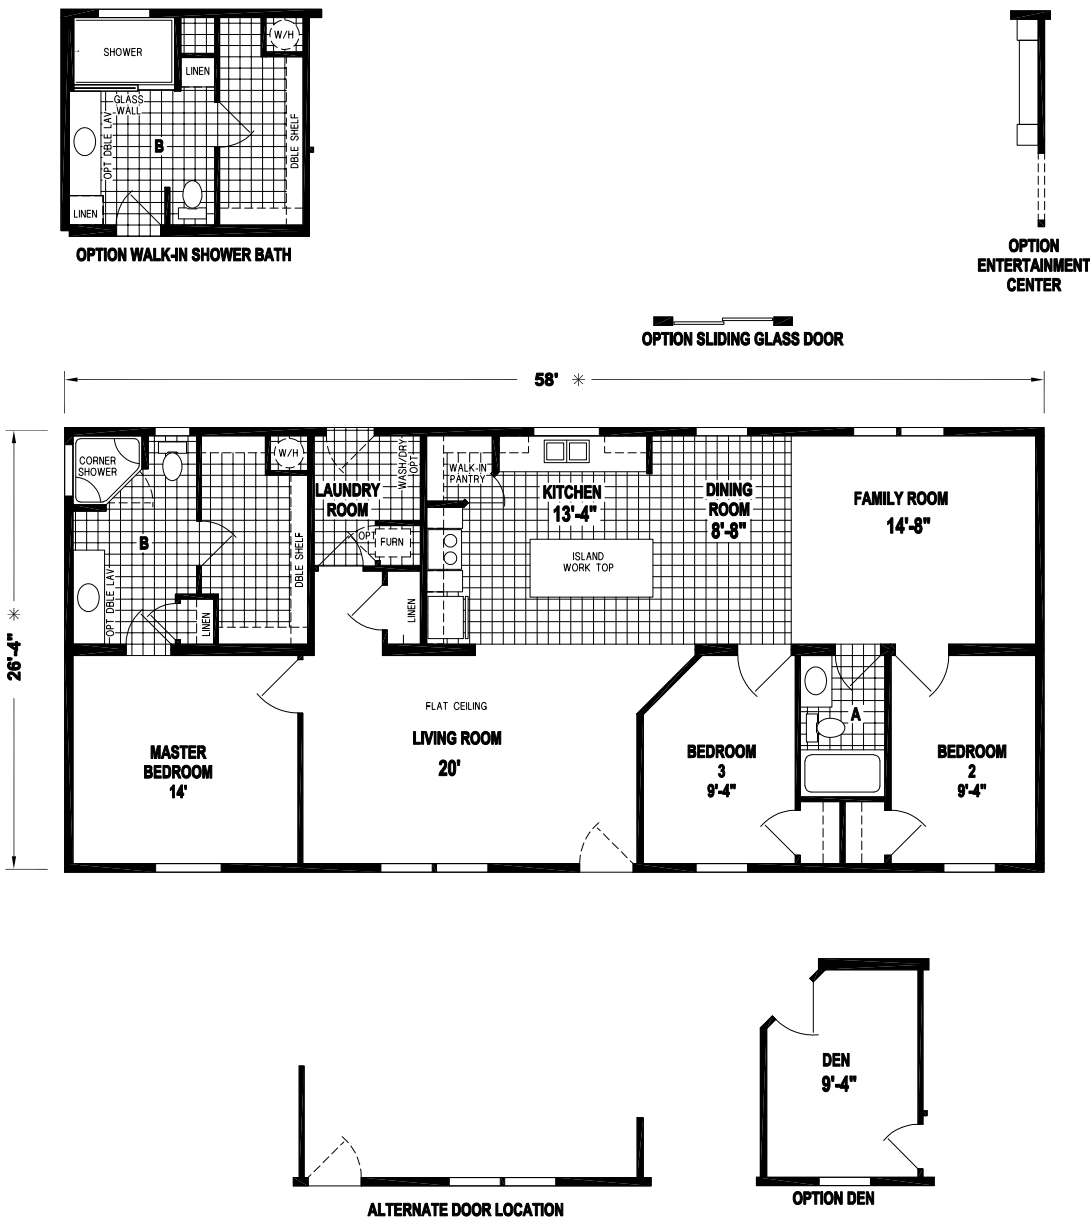 SHOWER
W/H
LINEN
GLASS
WALL
OPT DBLE LAV
B
DBLE SHELF
LINEN
OPTION WALK-IN SHOWER BATH
OPTION
ENTERTAINMENT
CENTER
OPTION SLIDING GLASS DOOR
58' ✳
26'-4" ✳
CORNER
SHOWER
W/H
WASH/DRY
OPT
LAUNDRY
ROOM
WALK-IN
PANTRY
KITCHEN
13'-4"
DINING
ROOM
8'-8"
FAMILY ROOM
14'-8"
B
OPT
FURN
DBLE SHELF
ISLAND
WORK TOP
OPT DBLE LAV
LINEN
LINEN
FLAT CEILING
LIVING ROOM
20'
MASTER
BEDROOM
14'
BEDROOM
3
9'-4"
A
BEDROOM
2
9'-4"
DEN
9'-4"
OPTION DEN
ALTERNATE DOOR LOCATION